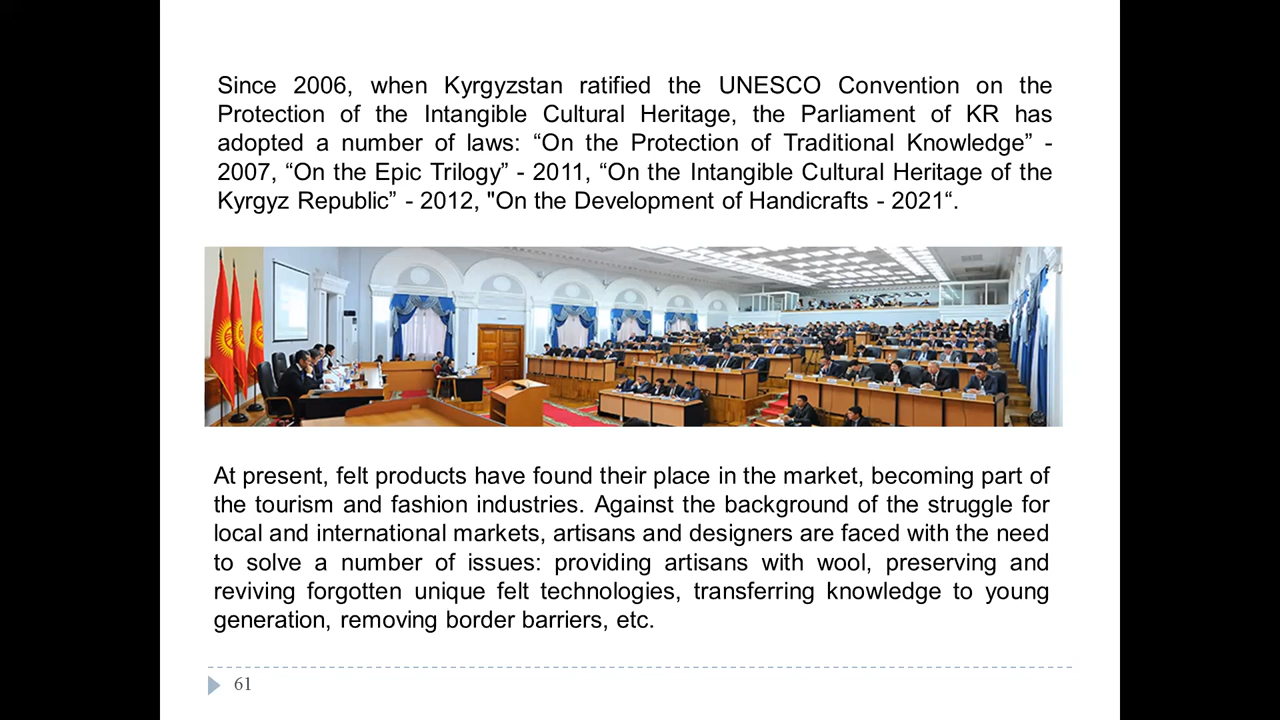 Since 2006, when Kyrgyzstan ratified the UNESCO Convention on the
Protection of the Intangible Cultural Heritage, the Parliament of KR has
adopted a number of laws: “On the Protection of Traditional Knowledge” -
2007, “On the Epic Trilogy” - 2011, “On the Intangible Cultural Heritage of the
Kyrgyz Republic” - 2012, "On the Development of Handicrafts - 2021“.
At present, felt products have found their place in the market, becoming part of
the tourism and fashion industries. Against the background of the struggle for
local and international markets, artisans and designers are faced with the need
to solve a number of issues: providing artisans with wool, preserving and
reviving forgotten unique felt technologies, transferring knowledge to young
generation, removing border barriers, etc.
61